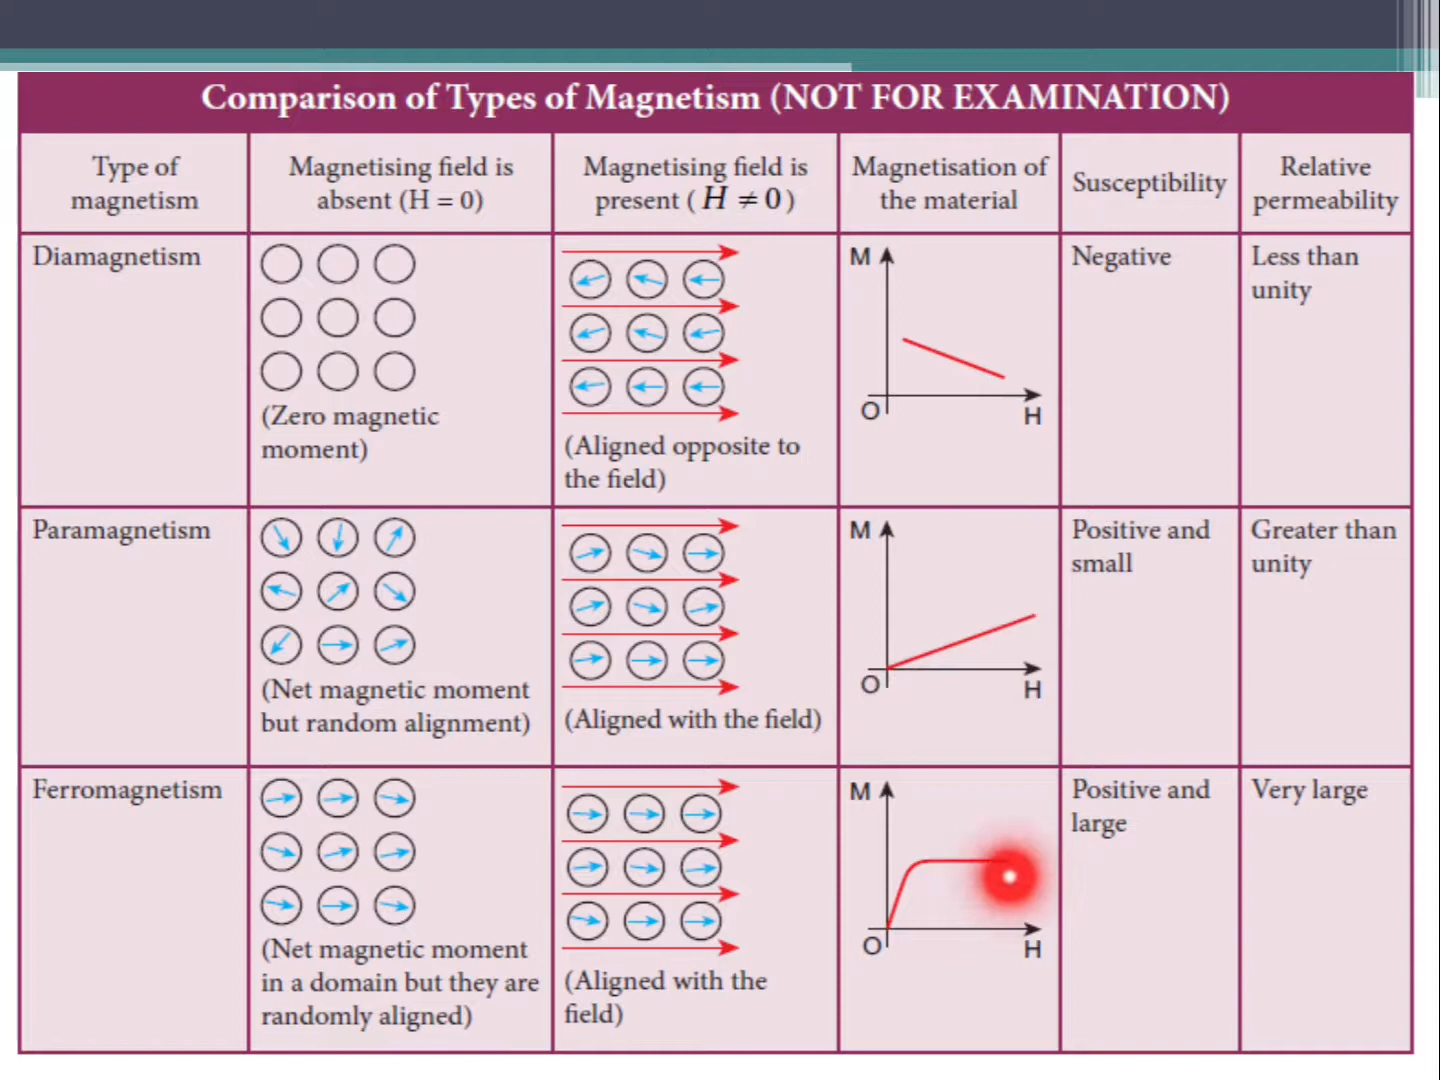 Comparison of Types of Magnetism (NOT FOR EXAMINATION)
Type of
magnetism
Magnetising field is
absent (H = 0)
Magnetising field is
present ( H ≠ 0 )
Magnetisation of
the material
Susceptibility
Relative
permeability
Diamagnetism
(Zero magnetic
moment)
(Aligned opposite to
the field)
M
O
H
Negative
Less than
unity
Paramagnetism
(Net magnetic moment
but random alignment)
(Aligned with the field)
M
O
H
Positive and
small
Greater than
unity
Ferromagnetism
(Net magnetic moment
in a domain but they are
randomly aligned)
(Aligned with the
field)
M
O
H
Positive and
large
Very large